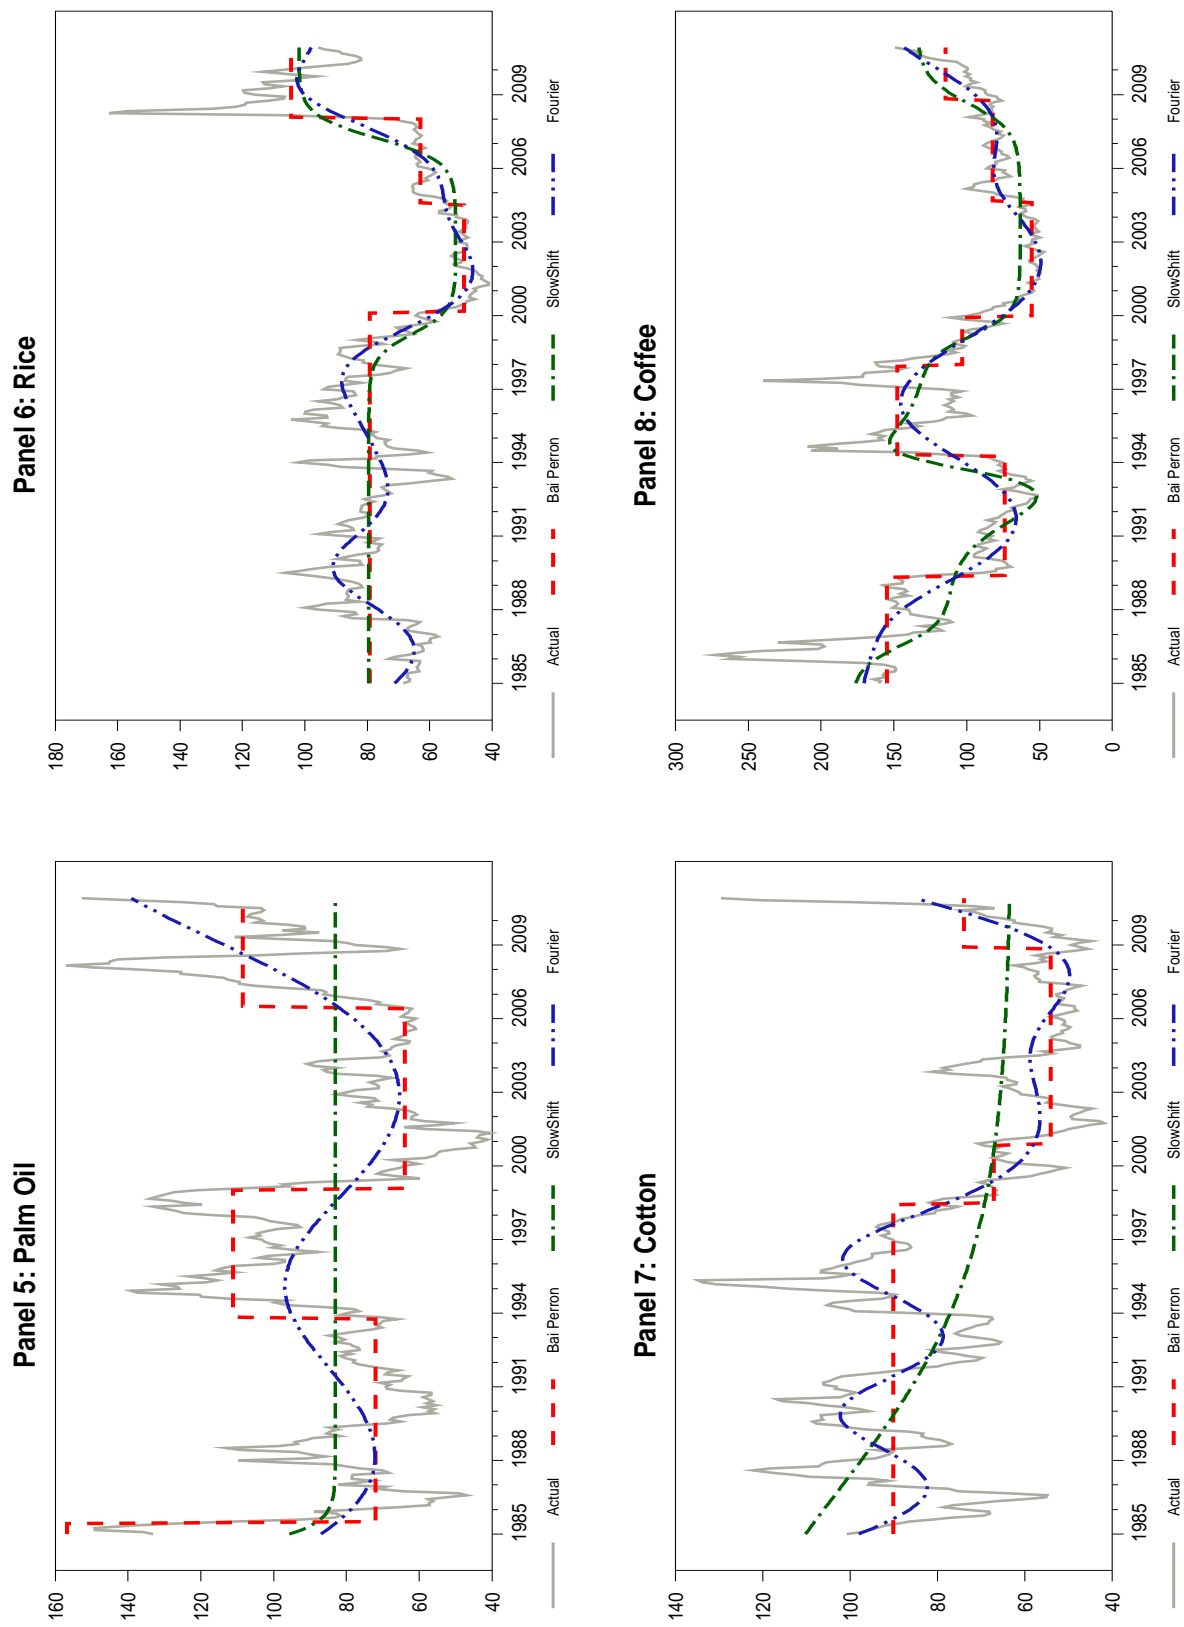 Panel 5: Palm Oil
160
140
120
100
80
60
40
1985 1988 1991 1994 1997 2000 2003 2006 2009
Actual Bai Perron SlowShift Fourier
Panel 6: Rice
180
160
140
120
100
80
60
40
1985 1988 1991 1994 1997 2000 2003 2006 2009
Actual Bai Perron SlowShift Fourier
Panel 7: Cotton
140
120
100
80
60
40
1985 1988 1991 1994 1997 2000 2003 2006 2009
Actual Bai Perron SlowShift Fourier
Panel 8: Coffee
300
250
200
150
100
50
0
1985 1988 1991 1994 1997 2000 2003 2006 2009
Actual Bai Perron SlowShift Fourier